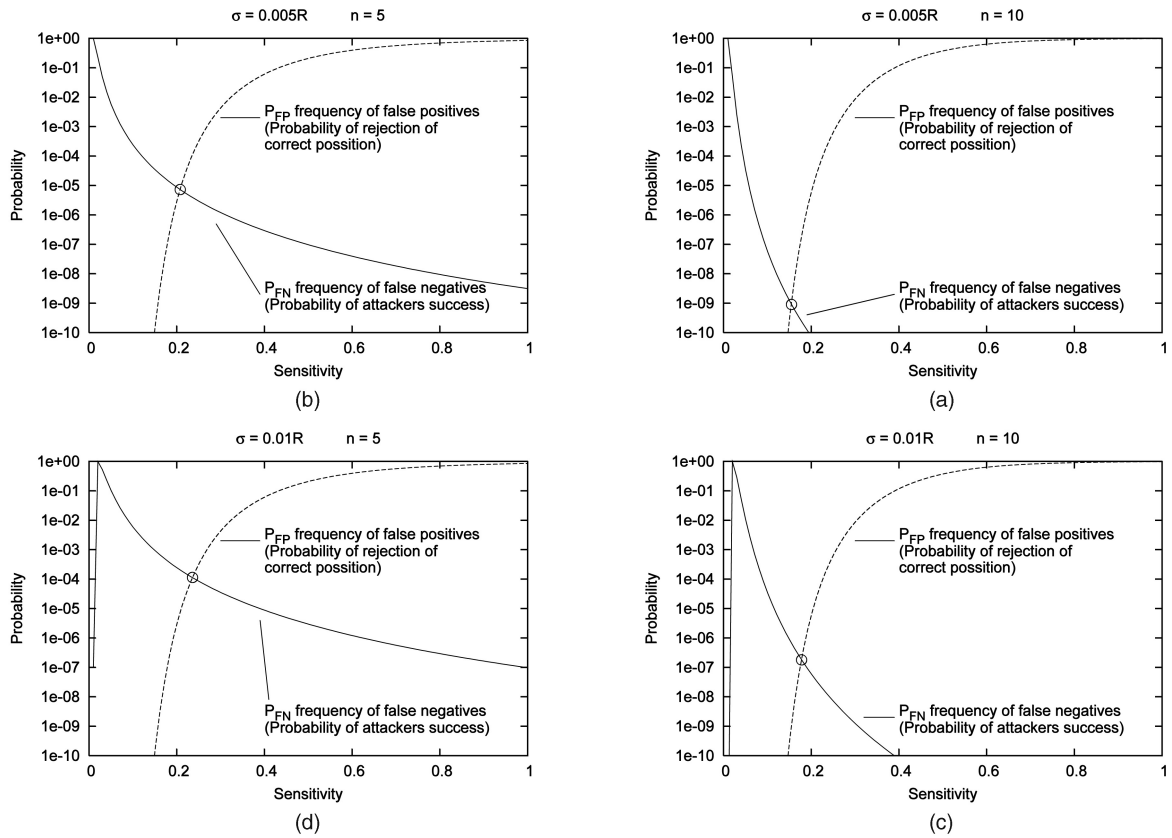 σ = 0.005R n = 5
1e+00
1e-01
1e-02
1e-03
1e-04
1e-05
1e-06
1e-07
1e-08
1e-09
1e-10
Probability
P_FP frequency of false positives
(Probability of rejection of
correct possition)
P_FN frequency of false negatives
(Probability of attackers success)
0 0.2 0.4 0.6 0.8 1
Sensitivity
(b)
σ = 0.005R n = 10
1e+00
1e-01
1e-02
1e-03
1e-04
1e-05
1e-06
1e-07
1e-08
1e-09
1e-10
Probability
P_FP frequency of false positives
(Probability of rejection of
correct possition)
P_FN frequency of false negatives
(Probability of attackers success)
0 0.2 0.4 0.6 0.8 1
Sensitivity
(a)
σ = 0.01R n = 5
1e+00
1e-01
1e-02
1e-03
1e-04
1e-05
1e-06
1e-07
1e-08
1e-09
1e-10
Probability
P_FP frequency of false positives
(Probability of rejection of
correct possition)
P_FN frequency of false negatives
(Probability of attackers success)
0 0.2 0.4 0.6 0.8 1
Sensitivity
(d)
σ = 0.01R n = 10
1e+00
1e-01
1e-02
1e-03
1e-04
1e-05
1e-06
1e-07
1e-08
1e-09
1e-10
Probability
P_FP frequency of false positives
(Probability of rejection of
correct possition)
P_FN frequency of false negatives
(Probability of attackers success)
0 0.2 0.4 0.6 0.8 1
Sensitivity
(c)